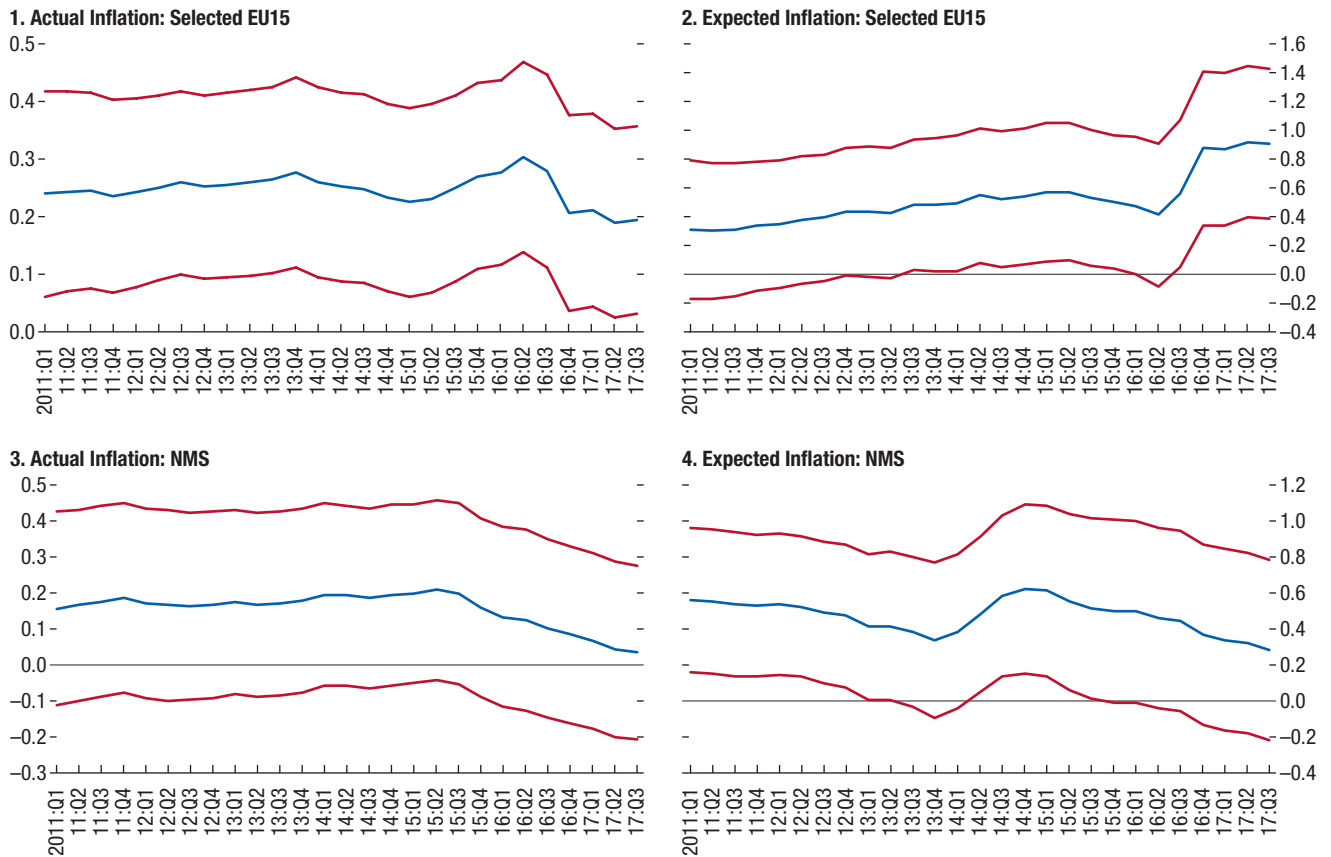 1. Actual Inflation: Selected EU15
0.5
0.4
0.3
0.2
0.1
0.0
2011:Q1
11:Q2
11:Q3
11:Q4
12:Q1
12:Q2
12:Q3
12:Q4
13:Q1
13:Q2
13:Q3
13:Q4
14:Q1
14:Q2
14:Q3
14:Q4
15:Q1
15:Q2
15:Q3
15:Q4
16:Q1
16:Q2
16:Q3
16:Q4
17:Q1
17:Q2
17:Q3
2. Expected Inflation: Selected EU15
1.6
1.4
1.2
1.0
0.8
0.6
0.4
0.2
0.0
–0.2
–0.4
2011:Q1
11:Q2
11:Q3
11:Q4
12:Q1
12:Q2
12:Q3
12:Q4
13:Q1
13:Q2
13:Q3
13:Q4
14:Q1
14:Q2
14:Q3
14:Q4
15:Q1
15:Q2
15:Q3
15:Q4
16:Q1
16:Q2
16:Q3
16:Q4
17:Q1
17:Q2
17:Q3
3. Actual Inflation: NMS
0.5
0.4
0.3
0.2
0.1
0.0
–0.1
–0.2
–0.3
2011:Q1
11:Q2
11:Q3
11:Q4
12:Q1
12:Q2
12:Q3
12:Q4
13:Q1
13:Q2
13:Q3
13:Q4
14:Q1
14:Q2
14:Q3
14:Q4
15:Q1
15:Q2
15:Q3
15:Q4
16:Q1
16:Q2
16:Q3
16:Q4
17:Q1
17:Q2
17:Q3
4. Expected Inflation: NMS
1.2
1.0
0.8
0.6
0.4
0.2
0.0
–0.2
–0.4
2011:Q1
11:Q2
11:Q3
11:Q4
12:Q1
12:Q2
12:Q3
12:Q4
13:Q1
13:Q2
13:Q3
13:Q4
14:Q1
14:Q2
14:Q3
14:Q4
15:Q1
15:Q2
15:Q3
15:Q4
16:Q1
16:Q2
16:Q3
16:Q4
17:Q1
17:Q2
17:Q3